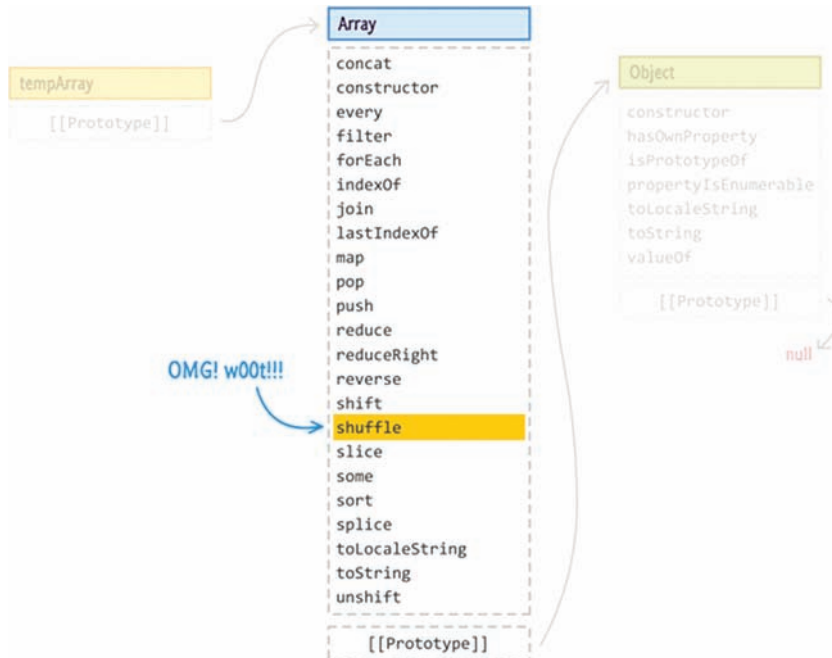 Array
concat
constructor
every
filter
forEach
indexOf
join
lastIndexOf
map
pop
push
reduce
reduceRight
reverse
shift
shuffle
slice
some
sort
splice
toLocaleString
toString
unshift
[[Prototype]]
tempArray
[[Prototype]]
OMG! w00t!!!
Object
constructor
hasOwnProperty
isPrototypeOf
propertyIsEnumerable
toLocaleString
toString
valueOf
[[Prototype]]
null